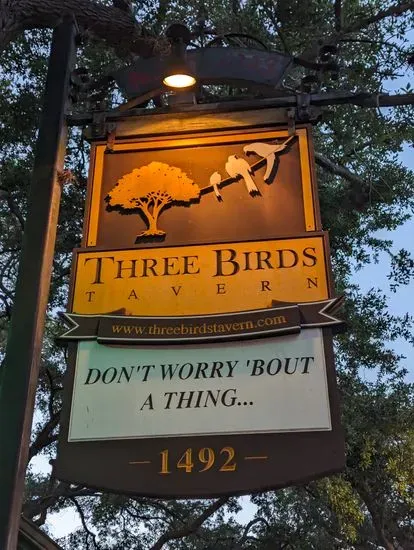 THREE BIRDS
TAVERN
www.threebirdstavern.com
DON'T WORRY 'BOUT
A THING...
- 1492 -